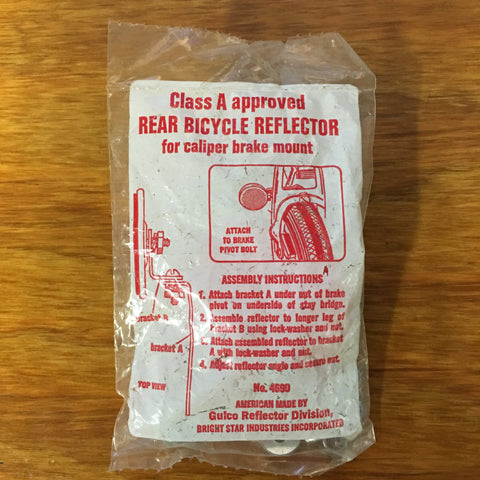 Class A approved
REAR BICYCLE REFLECTOR
for caliper brake mount
ATTACH
TO BRAKE
PIVOT BOLT
ASSEMBLY INSTRUCTIONS
1. Attach bracket A under nut of brake
pivot on underside of stay bridge.
2. Assemble reflector to longer leg of
bracket B using lock-washer and nut.
3. Attach assembled reflector to bracket
A with lock-washer and nut.
4. Adjust reflector angle and secure nut.
bracket B
bracket A
TOP VIEW
No. 4690
AMERICAN MADE BY
Gulco Reflector Division,
BRIGHT STAR INDUSTRIES INCORPORATED